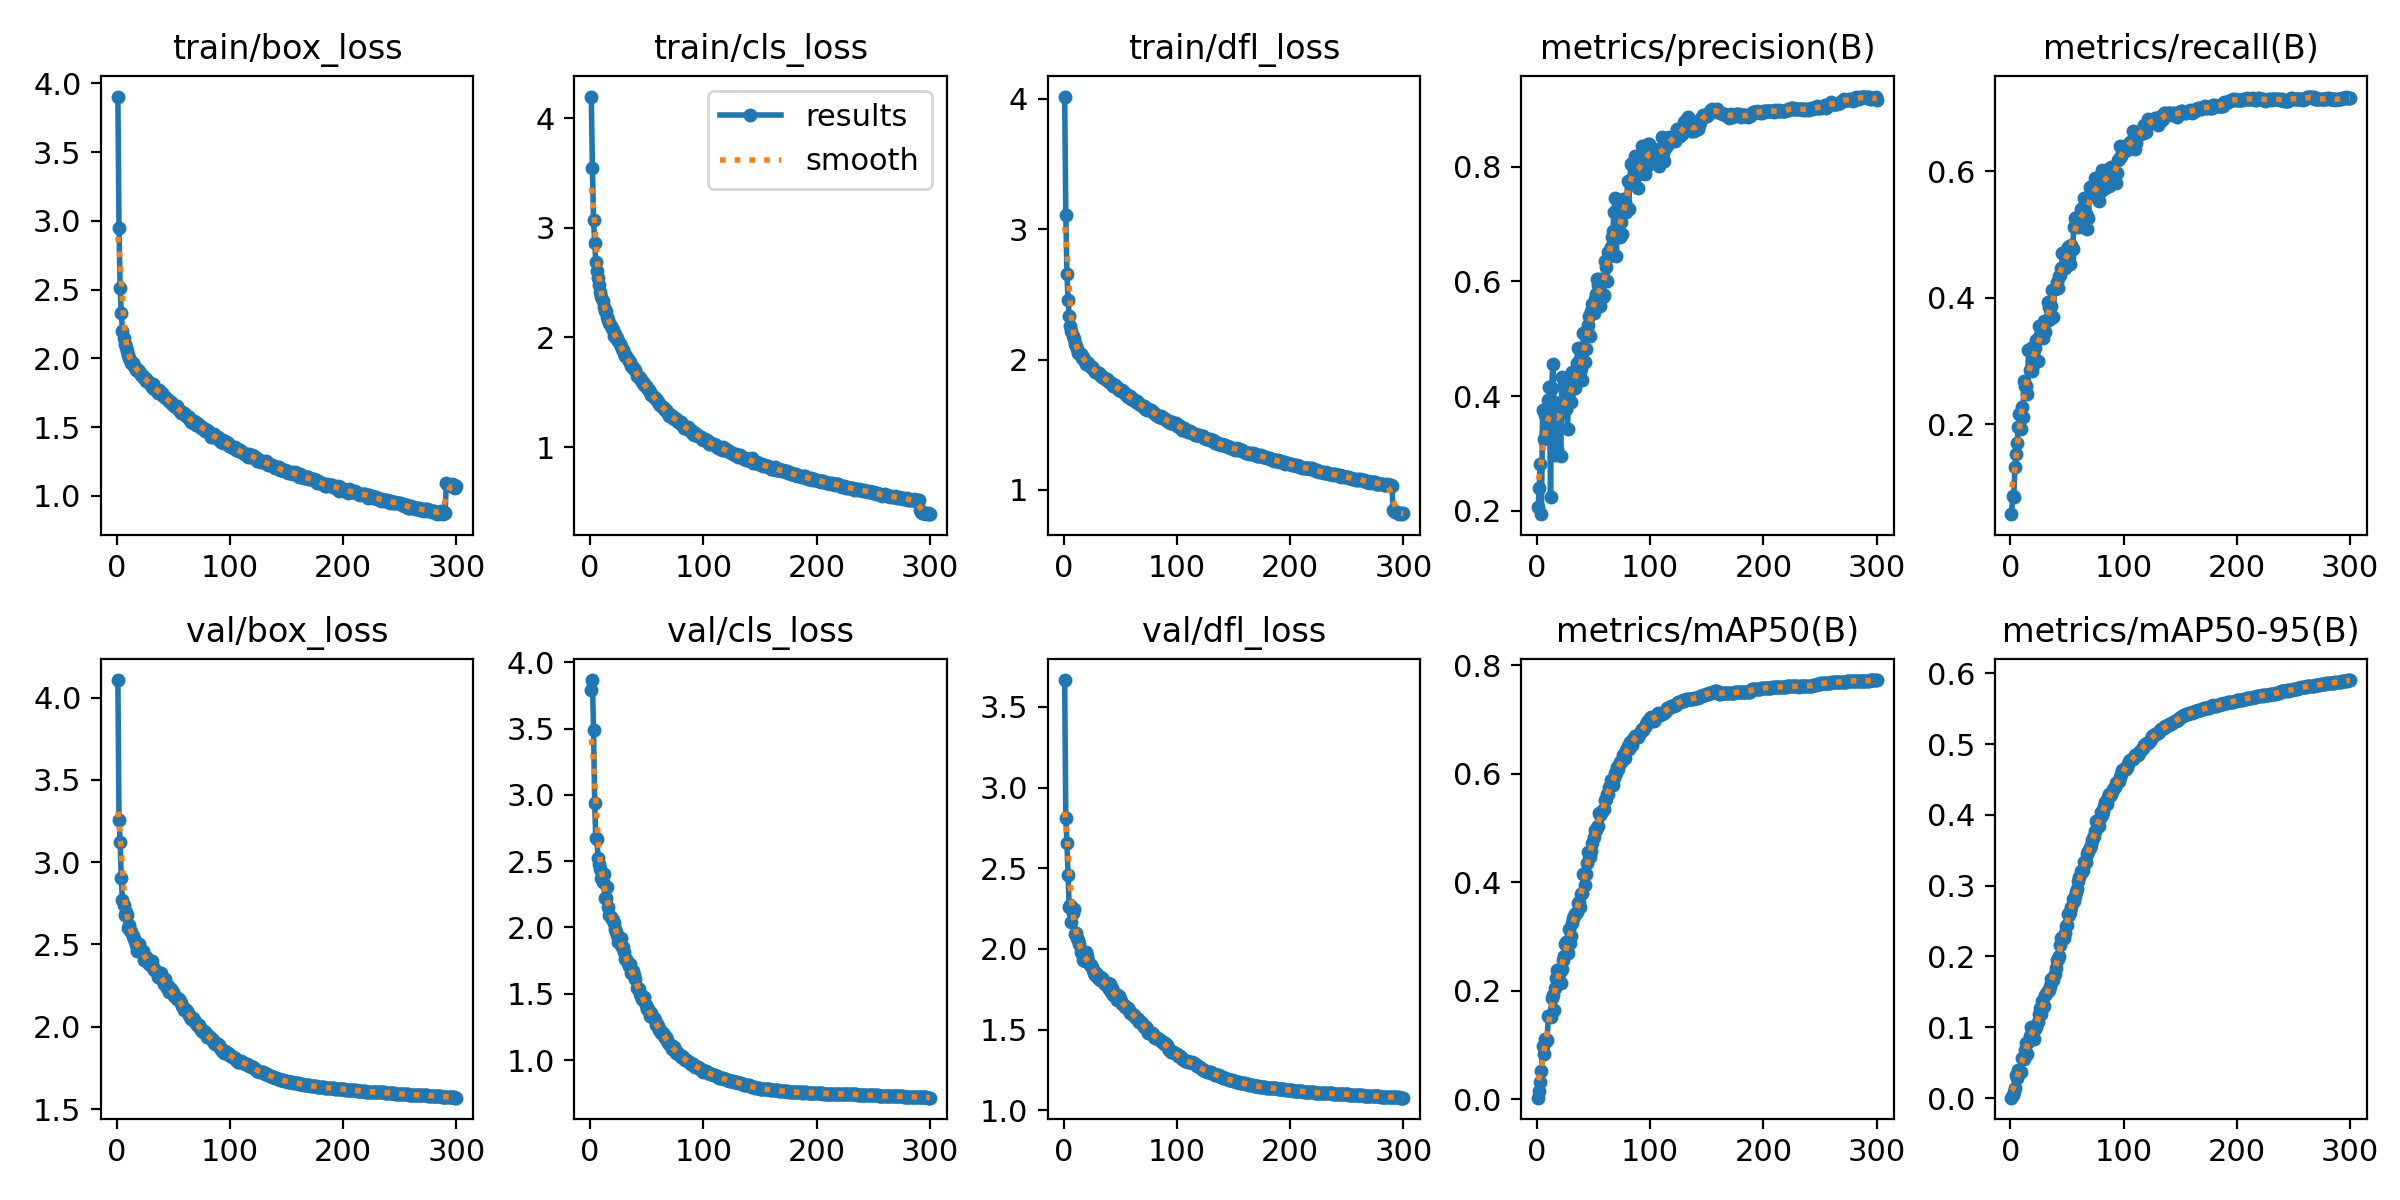 train/box_loss
4.0
3.5
3.0
2.5
2.0
1.5
1.0
0 100 200 300
train/cls_loss
results
smooth
4
3
2
1
0 100 200 300
train/dfl_loss
4
3
2
1
0 100 200 300
metrics/precision(B)
0.8
0.6
0.4
0.2
0 100 200 300
metrics/recall(B)
0.6
0.4
0.2
0 100 200 300
val/box_loss
4.0
3.5
3.0
2.5
2.0
1.5
0 100 200 300
val/cls_loss
4.0
3.5
3.0
2.5
2.0
1.5
1.0
0 100 200 300
val/dfl_loss
3.5
3.0
2.5
2.0
1.5
1.0
0 100 200 300
metrics/mAP50(B)
0.8
0.6
0.4
0.2
0.0
0 100 200 300
metrics/mAP50-95(B)
0.6
0.5
0.4
0.3
0.2
0.1
0.0
0 100 200 300